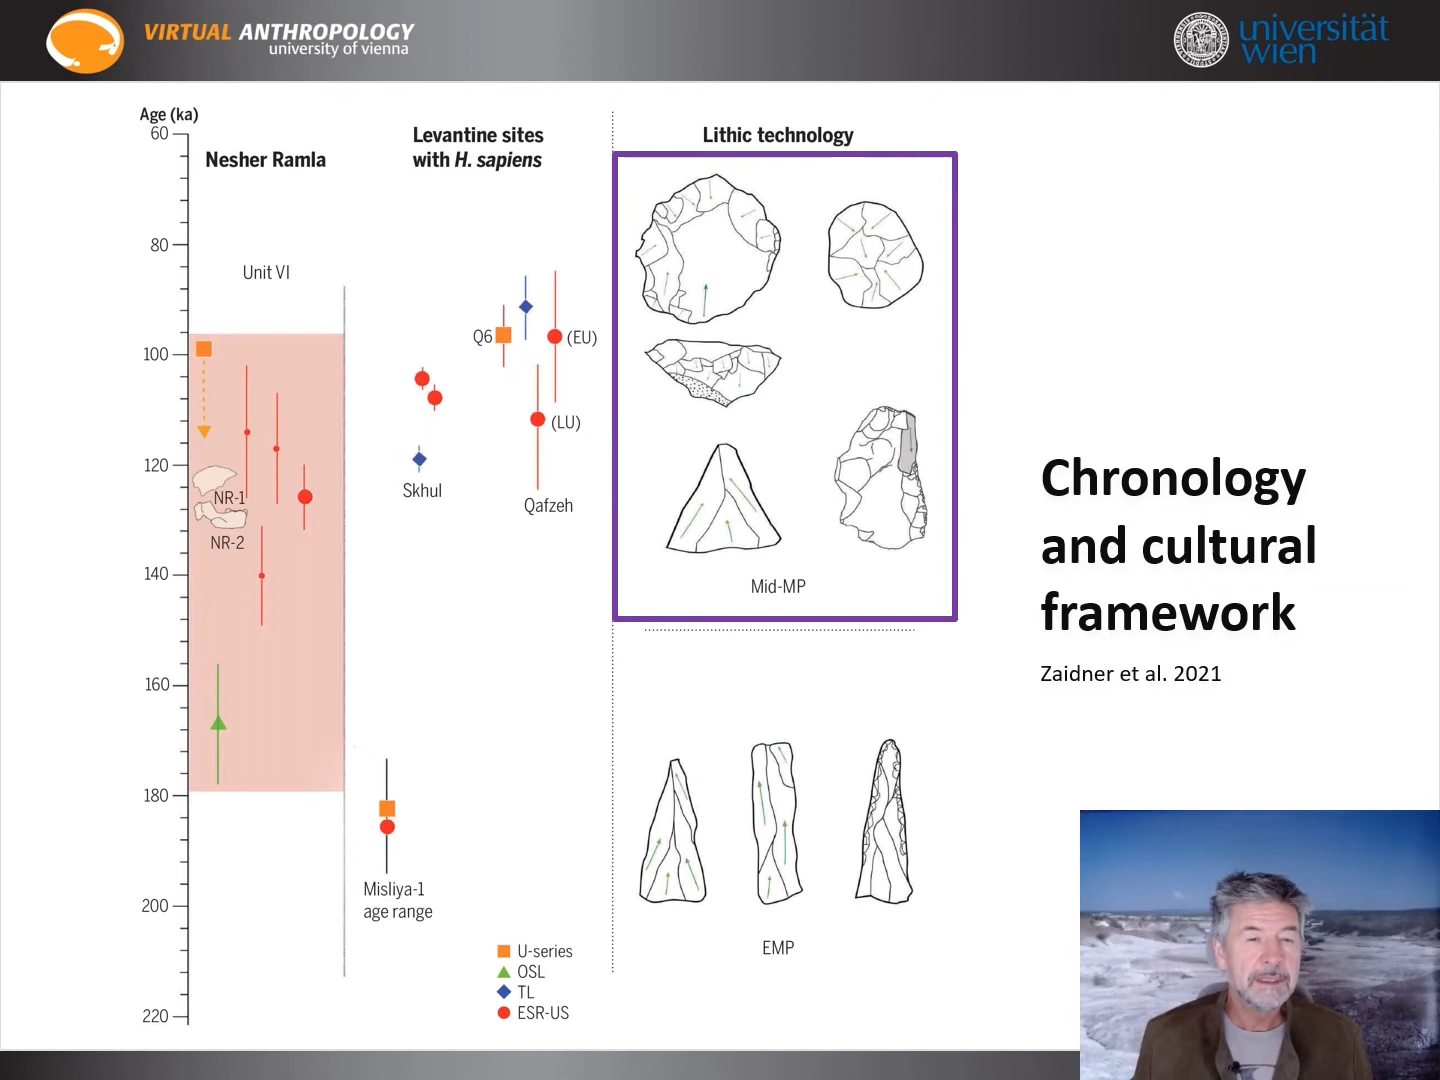 VIRTUAL ANTHROPOLOGY
university of vienna
universität
wien
Age (ka)
60
80
100
120
140
160
180
200
220
Nesher Ramla
Unit VI
NR-1
NR-2
Levantine sites
with H. sapiens
Q6
(EU)
(LU)
Skhul
Qafzeh
Misliya-1
age range
U-series
OSL
TL
ESR-US
Lithic technology
Mid-MP
EMP
Chronology
and cultural
framework
Zaidner et al. 2021